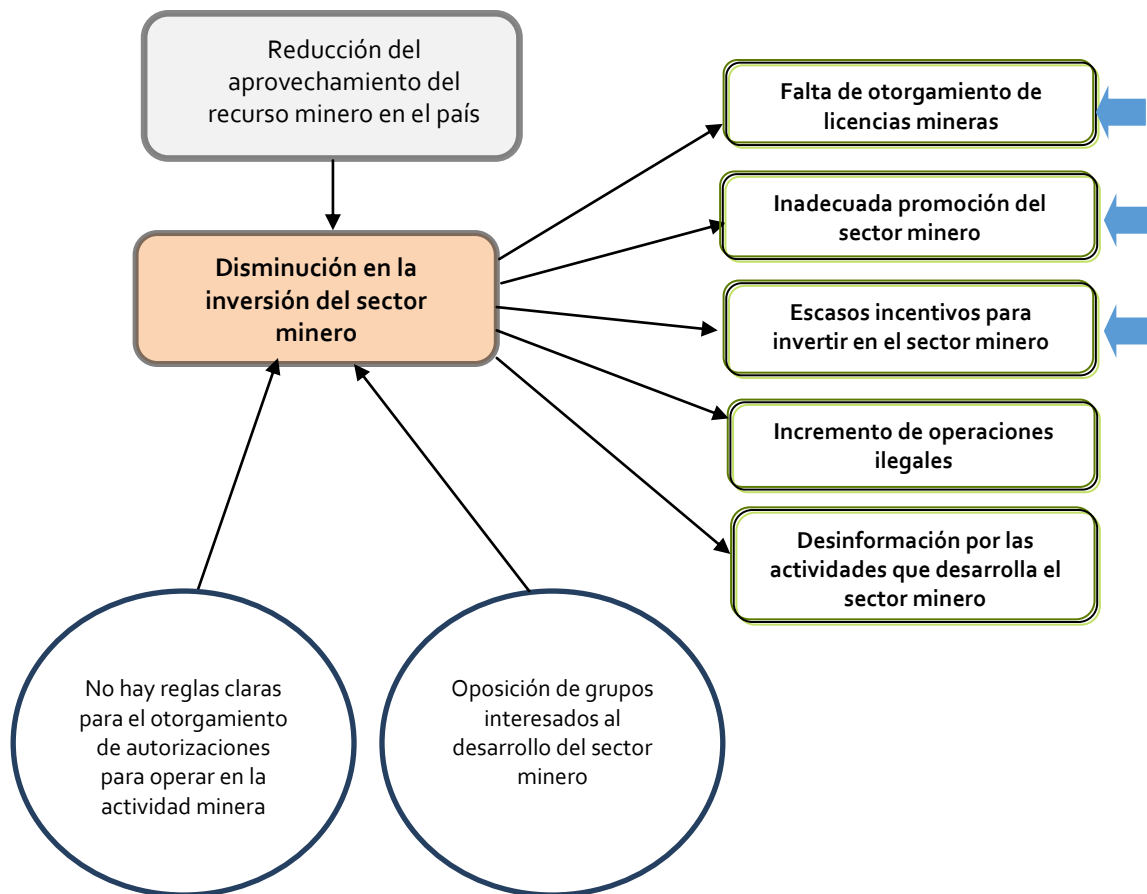 Reducción del
aprovechamiento del
recurso minero en el país
Falta de otorgamiento de
licencias mineras
Inadecuada promoción del
sector minero
Disminución en la
inversión del sector
minero
Escasos incentivos para
invertir en el sector minero
Incremento de operaciones
ilegales
Desinformación por las
actividades que desarrolla el
sector minero
No hay reglas claras
para el otorgamiento
de autorizaciones
para operar en la
actividad minera
Oposición de grupos
interesados al
desarrollo del sector
minero